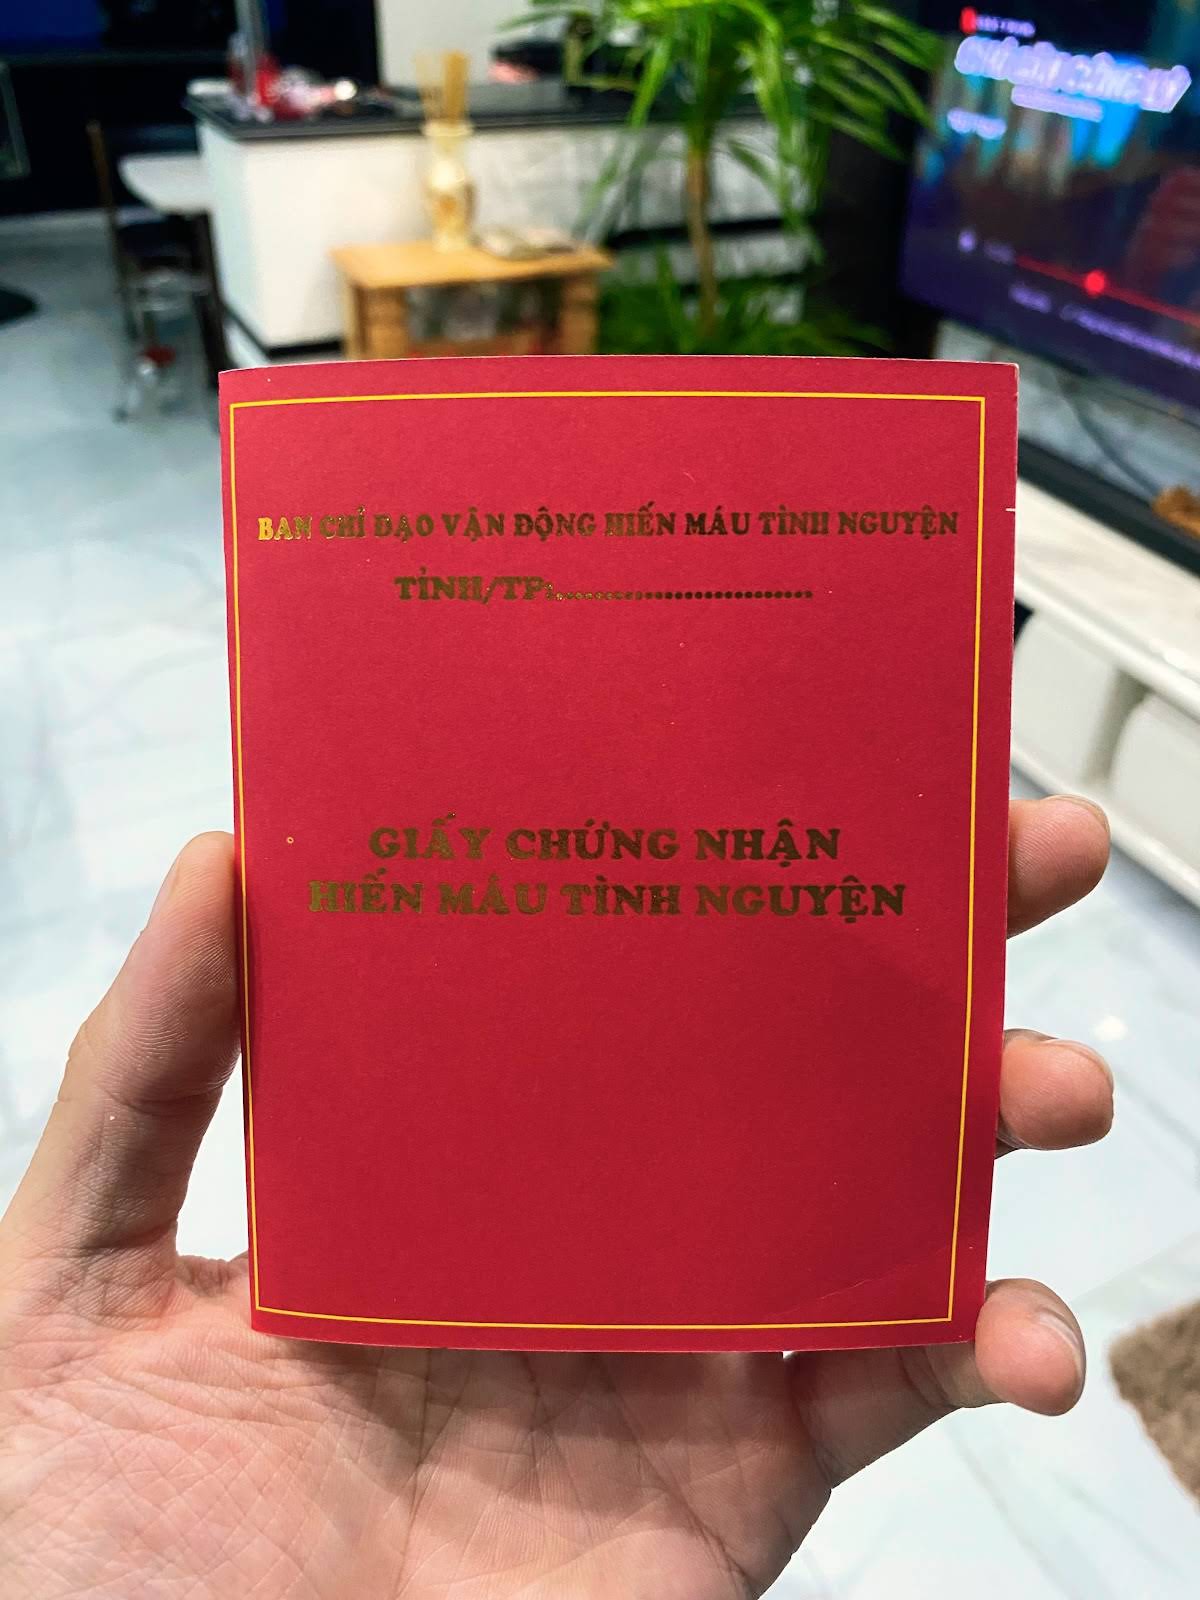 BAN CHỈ ĐẠO VẬN ĐỘNG HIẾN MÁU TÌNH NGUYỆN
TỈNH/TP:..........................
GIẤY CHỨNG NHẬN
HIẾN MÁU TÌNH NGUYỆN